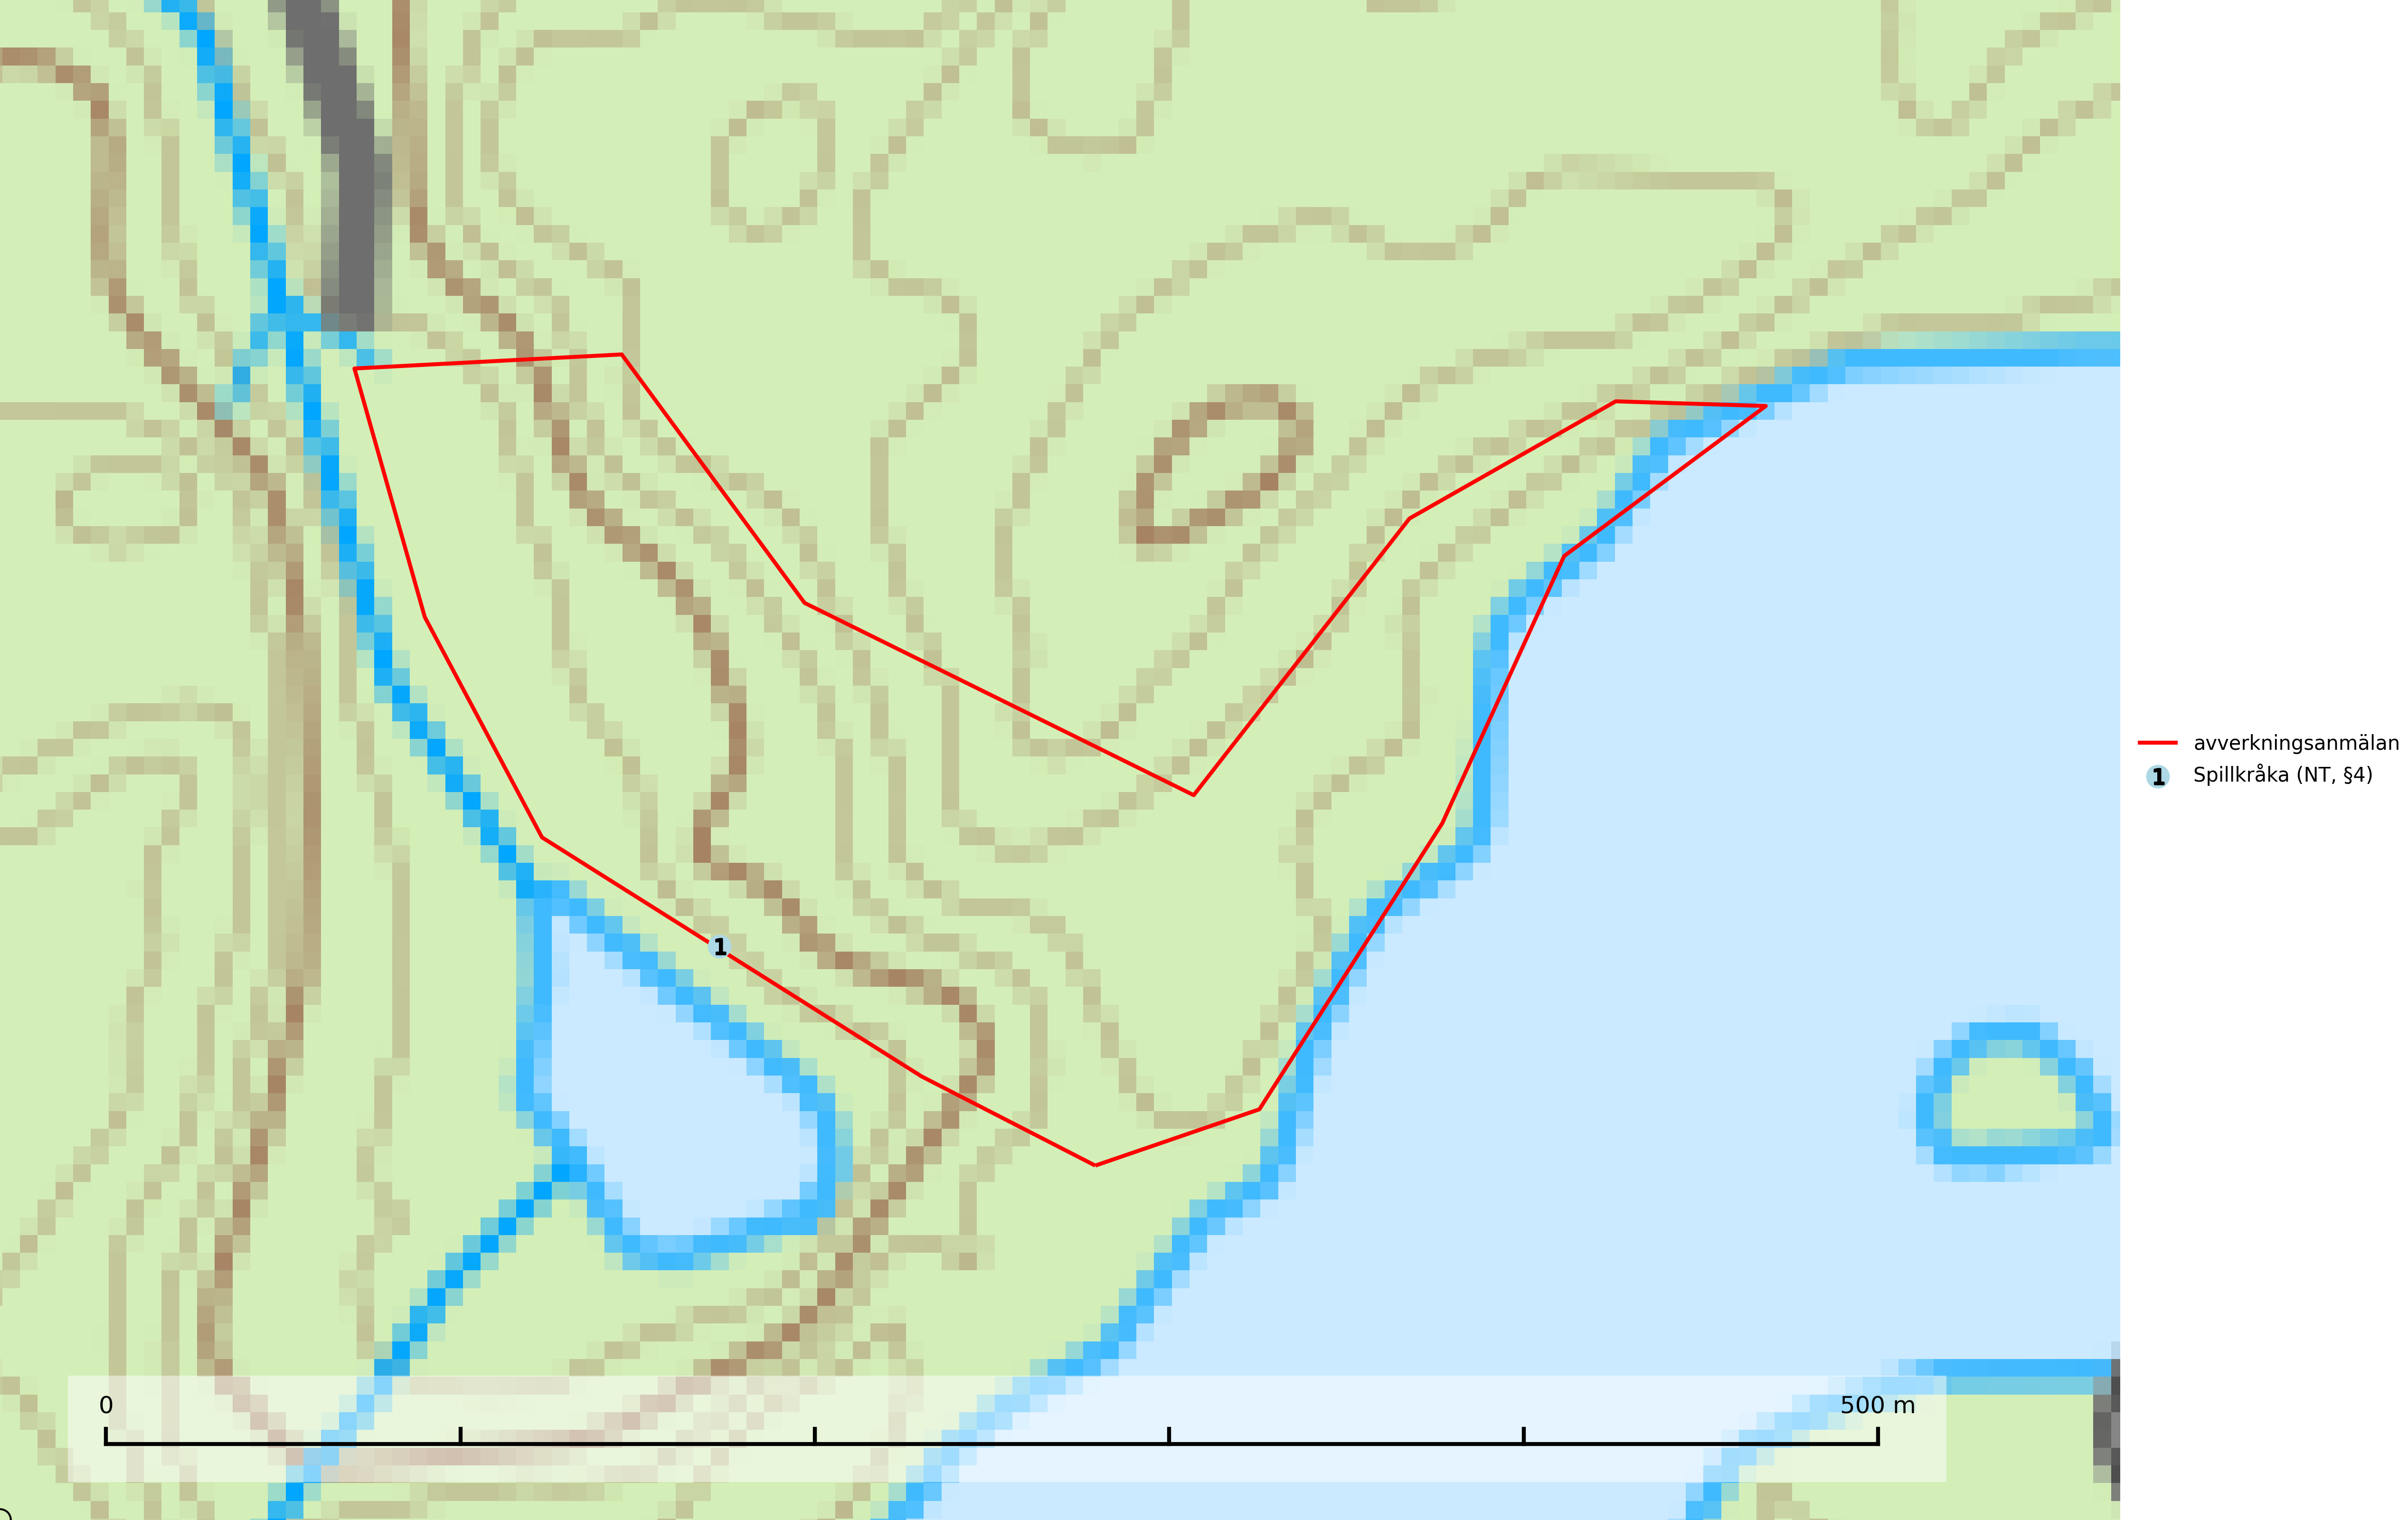 avverkningsanmälan
1 Spillkråka (NT, §4)
1
0 500 m